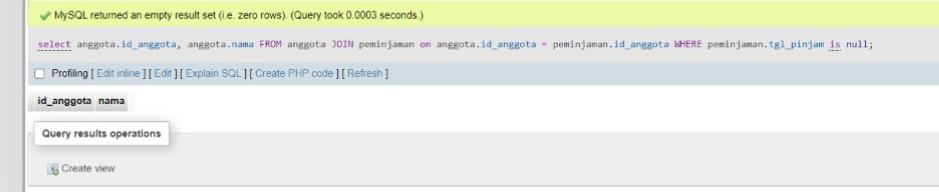 MySQL returned an empty result set (i.e. zero rows). (Query took 0.0003 seconds.)
select anggota.id_anggota, anggota.nama FROM anggota JOIN peminjaman on anggota.id_anggota = peminjaman.id_anggota WHERE peminjaman.tgl_pinjam is null;
Profiling [ Edit inline ] [ Edit ] [ Explain SQL ] [ Create PHP code ] [ Refresh ]
id_anggota nama
Query results operations
Create view